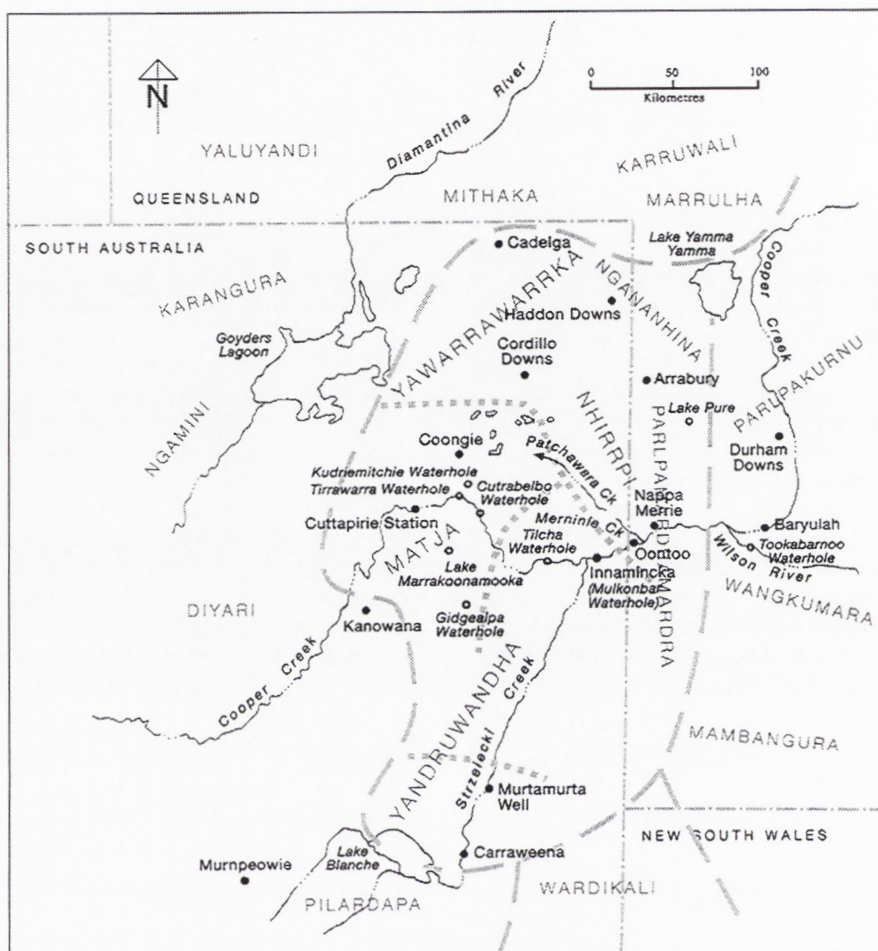 N
0 50 100
Kilometres
Diamantina River
YALUYANDI
KARRUWALI
QUEENSLAND
MITHAKA
MARRULHA
SOUTH AUSTRALIA
Cadelga
Lake Yamma
Yamma
Cooper Creek
KARANGURA
YAWARRAWARRKA
NGANANHINA
Haddon Downs
Goyders
Lagoon
Cordillo
Downs
Arrabury
PARLPAKURNU
NGAMINI
NHIRRPI
Lake Pure
Coongie
Patchawara Ck
Durham
Downs
Kudriemitchie Waterhole
Tirrawarra Waterhole
Cutrabelbo
Waterhole
Nappa
Merrie
Cuttapirie Station
Merninie Ck
Baryulah
MATJA
Tilcha
Waterhole
Oontoo
Wilson River
Tookabarnoo
Waterhole
Lake
Marrakoonamooka
Innamincka
(Mulkonbar
Waterhole)
WANGKUMARA
DIYARI
Kanowana
Gidgealpa
Waterhole
Cooper Creek
YANDRUWANDHA
Strzelecki Creek
MAMBANGURA
Murtamurta
Well
NEW SOUTH WALES
Murnpeowie
Lake
Blanche
Carraweena
PILARDAPA
WARDIKALI